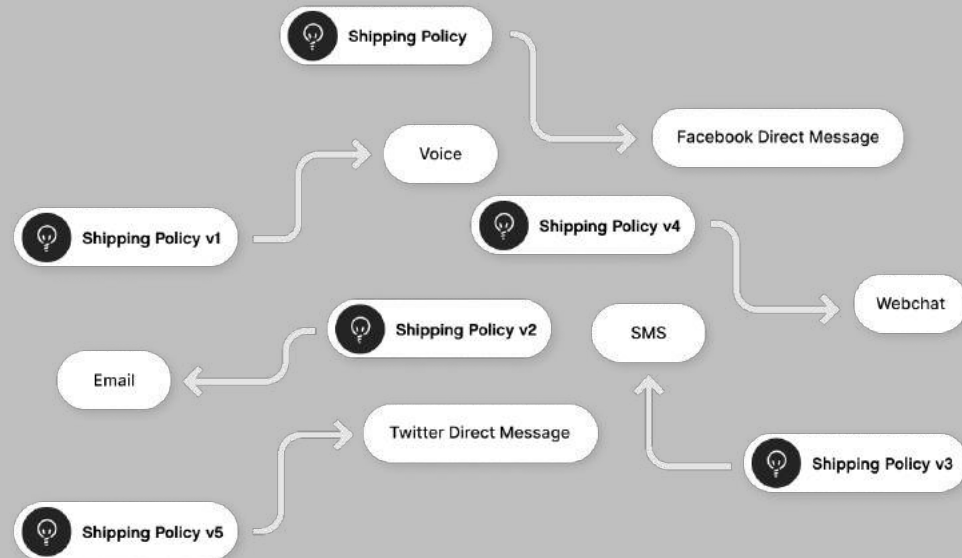 Shipping Policy
Facebook Direct Message
Voice
Shipping Policy v1
Shipping Policy v4
Webchat
Shipping Policy v2
SMS
Email
Twitter Direct Message
Shipping Policy v3
Shipping Policy v5